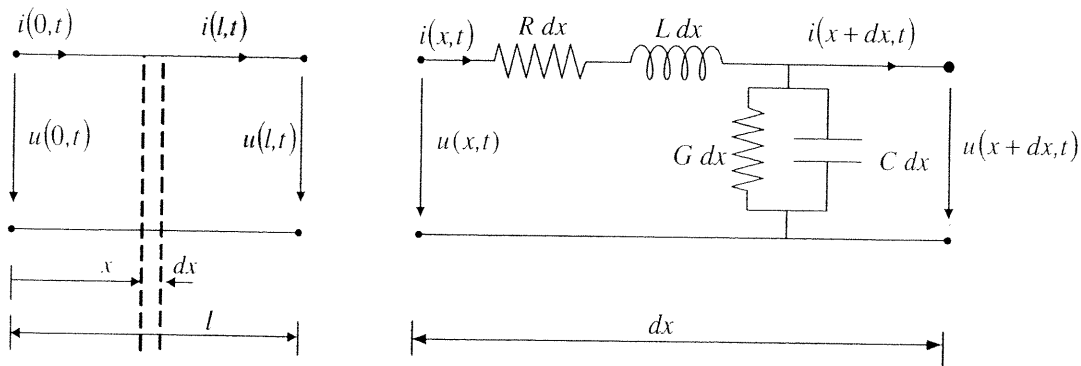 i(0,t) i(l,t)
u(0,t) u(l,t)
x dx
l
i(x,t) R dx L dx i(x+dx,t)
u(x,t) G dx C dx u(x+dx,t)
dx